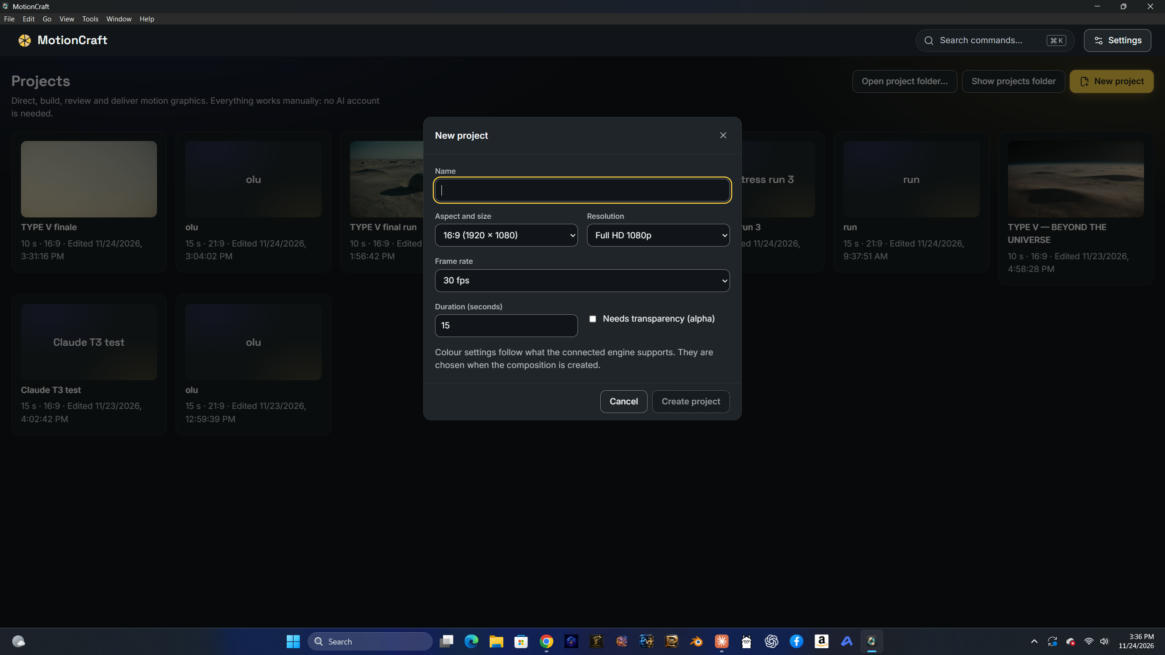 MotionCraft
File Edit Go View Tools Window Help
MotionCraft
Search commands...
⌘ K
Settings
Projects
Direct, build, review and deliver motion graphics. Everything works manually: no AI account
is needed.
Open project folder...
Show projects folder
New project
TYPE V finale
10 s · 16:9 · Edited 11/24/2026,
3:31:16 PM
olu
olu
15 s · 21:9 · Edited 11/24/2026,
3:04:02 PM
TYPE V final run
10 s · 16:9
1:56:42 PM
run 3
run 3
11/24/2026,
run
run
15 s · 21:9 · Edited 11/24/2026,
9:37:51 AM
TYPE V — BEYOND THE
UNIVERSE
10 s · 16:9 · Edited 11/23/2026,
4:58:28 PM
Claude T3 test
Claude T3 test
15 s · 16:9 · Edited 11/23/2026,
4:02:42 PM
olu
olu
15 s · 21:9 · Edited 11/23/2026,
12:59:39 PM
New project
Name
Aspect and size
16:9 (1920 × 1080)
Resolution
Full HD 1080p
Frame rate
30 fps
Duration (seconds)
15
Needs transparency (alpha)
Colour settings follow what the connected engine supports. They are
chosen when the composition is created.
Cancel
Create project
Search
3:36 PM
11/24/2026